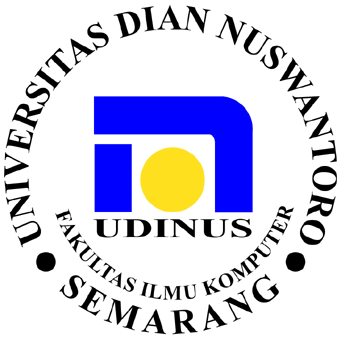 UNIVERSITAS DIAN NUSWANTORO
UDINUS
FAKULTAS ILMU KOMPUTER
SEMARANG